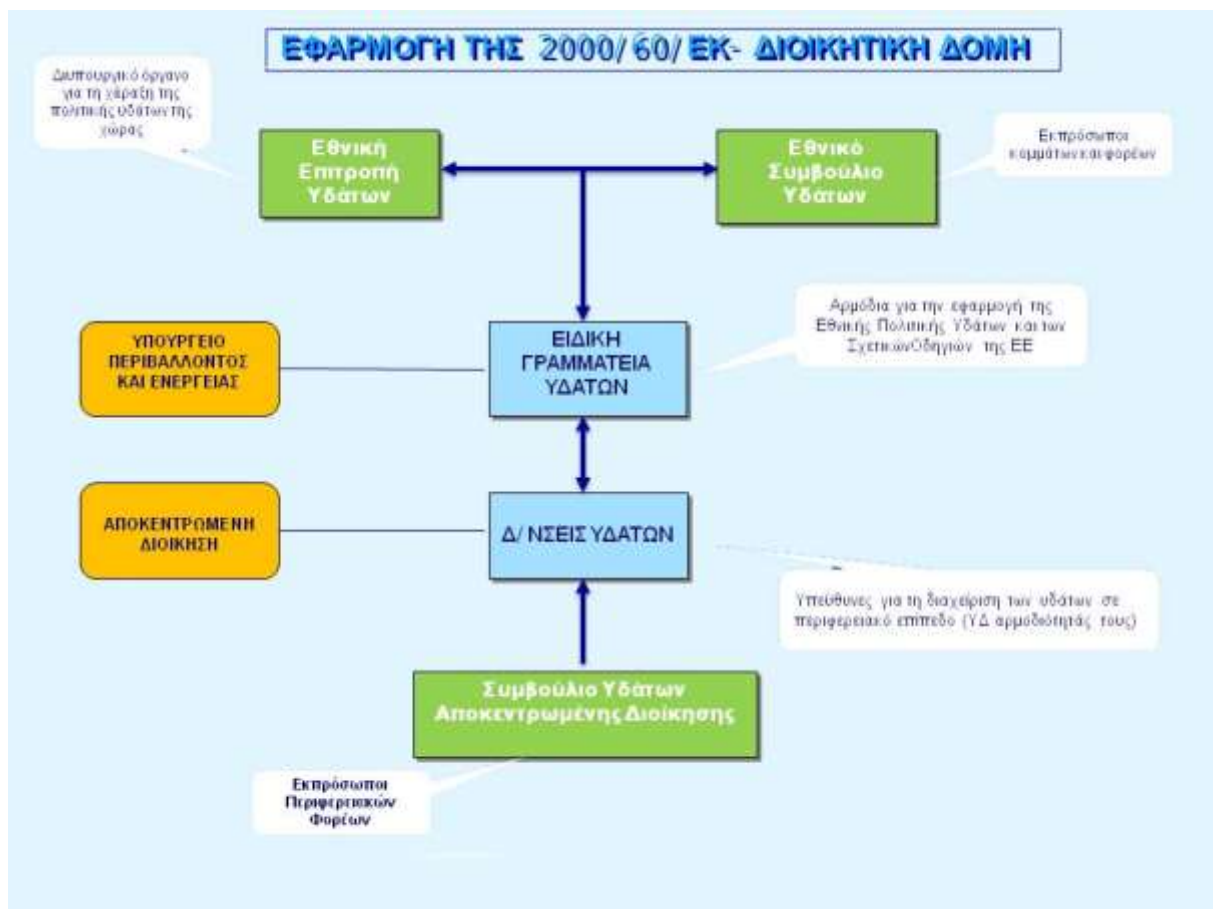 ΕΦΑΡΜΟΓΗ ΤΗΣ 2000/ 60/ ΕΚ- ΔΙΟΙΚΗΤΙΚΗ ΔΟΜΗ
Διυπουργικό όργανο
για τη χάραξη της
πολιτικής υδάτων της
χώρας
Εθνική
Επιτροπή
Υδάτων
Εθνικό
Συμβούλιο
Υδάτων
Εκπρόσωποι
κομμάτων και φορέων
Αρμόδια για την εφαρμογή της
Εθνικής Πολιτικής Υδάτων και των
Σχετικών Οδηγιών της ΕΕ
ΥΠΟΥΡΓΕΙΟ
ΠΕΡΙΒΑΛΛΟΝΤΟΣ
ΚΑΙ ΕΝΕΡΓΕΙΑΣ
ΕΙΔΙΚΗ
ΓΡΑΜΜΑΤΕΙΑ
ΥΔΑΤΩΝ
ΑΠΟΚΕΝΤΡΩΜΕΝΗ
ΔΙΟΙΚΗΣΗ
Δ/ ΝΣΕΙΣ ΥΔΑΤΩΝ
Υπεύθυνες για τη διαχείριση των υδάτων σε
περιφερειακό επίπεδο (ΥΔ αρμοδιότητάς τους)
Συμβούλιο Υδάτων
Αποκεντρωμένης Διοίκησης
Εκπρόσωποι
Περιφερειακών
Φορέων